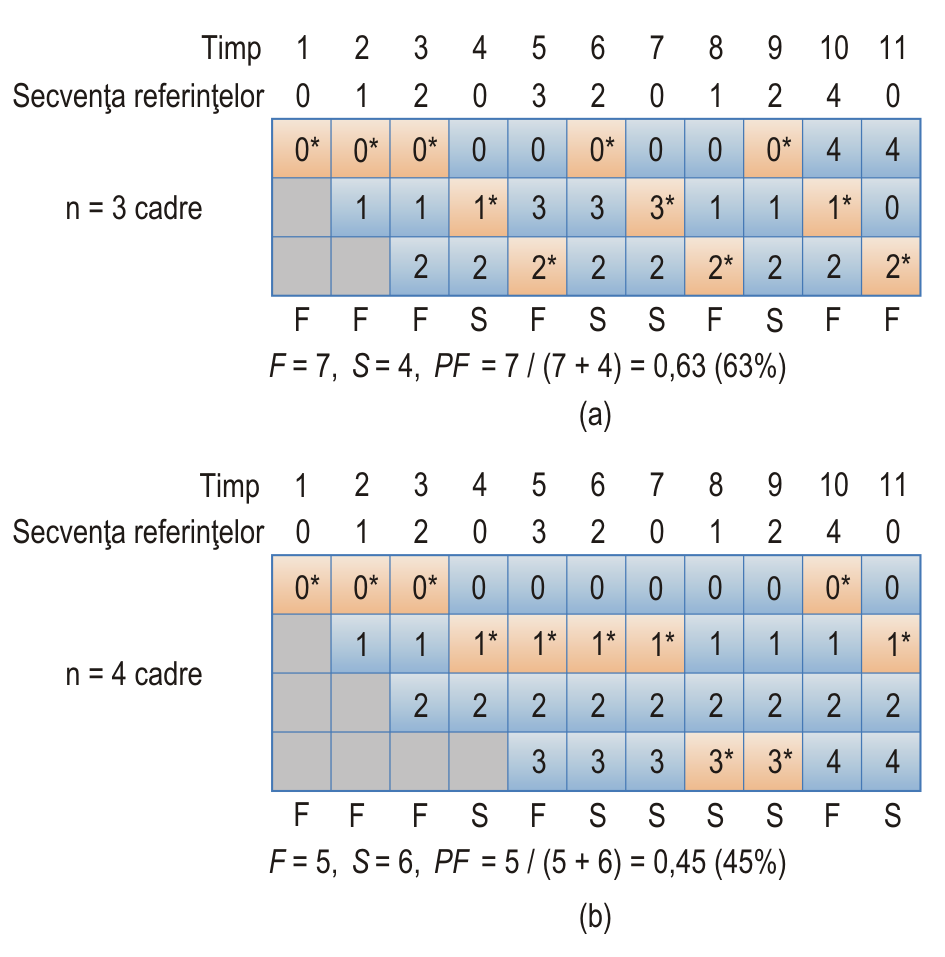 Timp 1 2 3 4 5 6 7 8 9 10 11
Secvenţa referinţelor 0 1 2 0 3 2 0 1 2 4 0
0* 0* 0* 0 0 0* 0 0 0* 4 4
n = 3 cadre 1 1 1* 3 3 3* 1 1 1* 0
2 2 2* 2 2 2* 2 2 2*
F F F S F S S F S F F
F = 7, S = 4, PF = 7 / (7 + 4) = 0,63 (63%)
(a)
Timp 1 2 3 4 5 6 7 8 9 10 11
Secvenţa referinţelor 0 1 2 0 3 2 0 1 2 4 0
0* 0* 0* 0 0 0 0 0 0 0* 0
1 1 1* 1* 1* 1* 1 1 1 1*
n = 4 cadre
2 2 2 2 2 2 2 2 2
3 3 3 3* 3* 4 4
F F F S F S S S S F S
F = 5, S = 6, PF = 5 / (5 + 6) = 0,45 (45%)
(b)